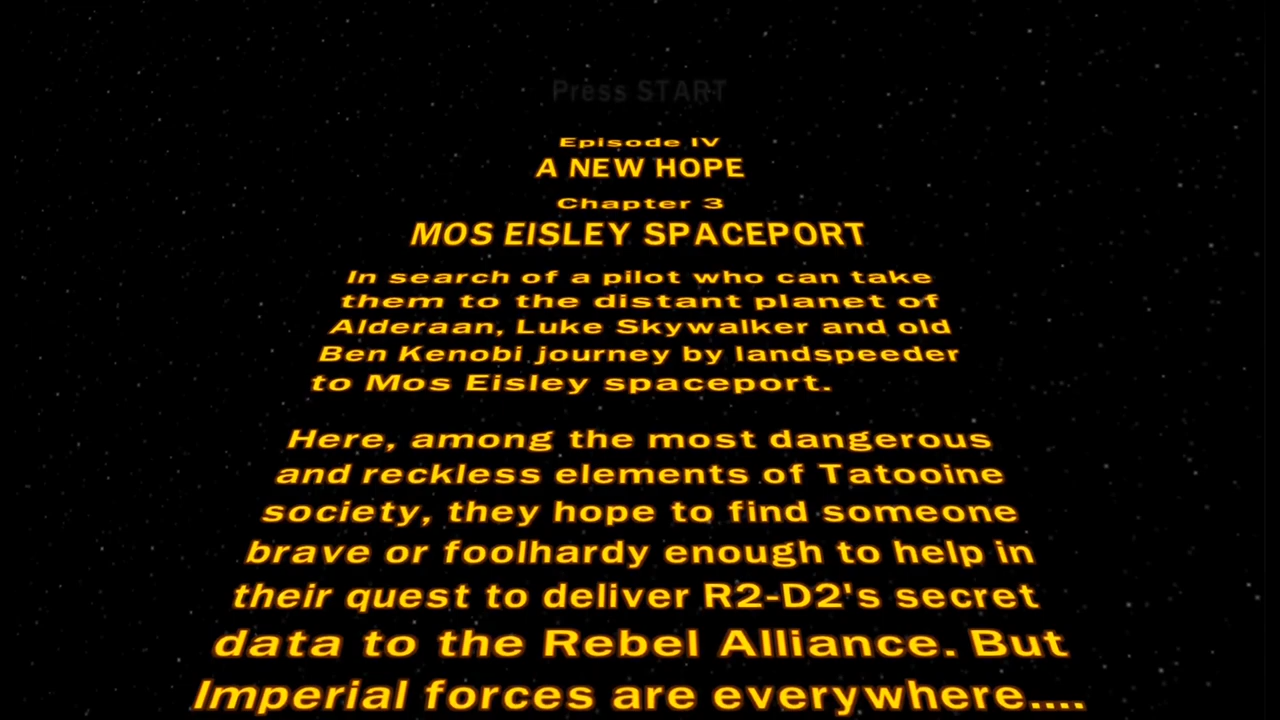 Press START
Episode IV
A NEW HOPE
Chapter 3
MOS EISLEY SPACEPORT
In search of a pilot who can take
them to the distant planet of
Alderaan, Luke Skywalker and old
Ben Kenobi journey by landspeeder
to Mos Eisley spaceport.
Here, among the most dangerous
and reckless elements of Tatooine
society, they hope to find someone
brave or foolhardy enough to help in
their quest to deliver R2-D2's secret
data to the Rebel Alliance. But
Imperial forces are everywhere....